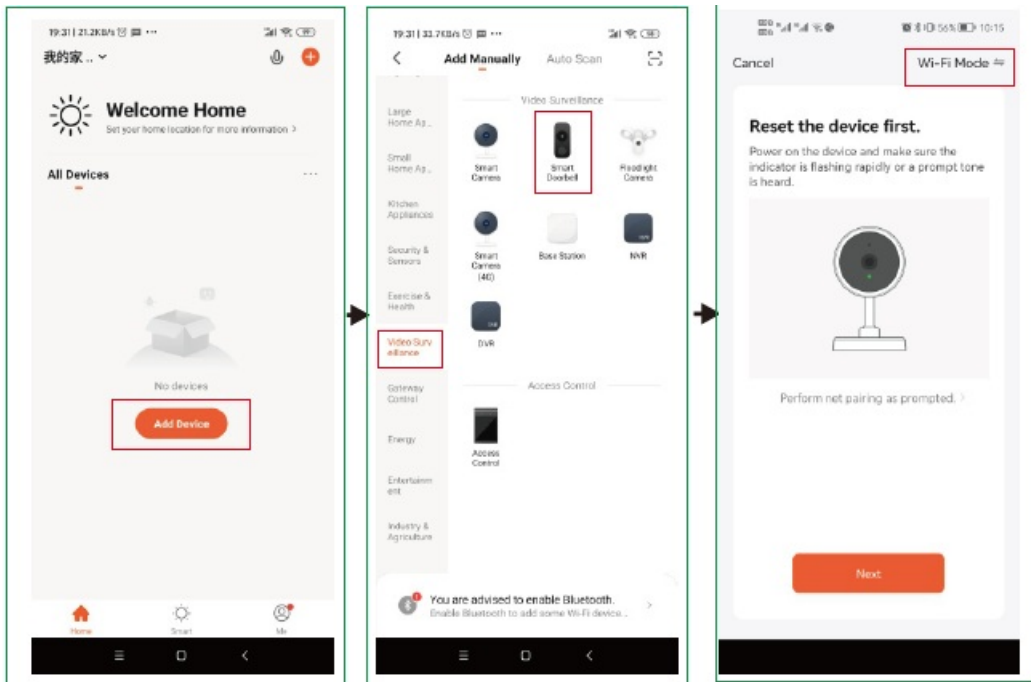 19:31 | 21.2KB/s
我的家 .. 
Welcome Home
Set your home location for more information >
All Devices
No devices
Add Device
Home
Smart
Me
19:31 | 33.7KB/s
Add Manually
Auto Scan
Large
Home Ap..
Small
Home Ap..
Kitchen
Appliances
Security &
Sensors
Exercise &
Health
Video Surv
eillance
Gateway
Control
Energy
Entertainm
ent
Industry &
Agriculture
Video Surveillance
Smart
Camera
Smart
Doorbell
Floodlight
Camera
Smart
Camera
(4G)
Base Station
NVR
DVR
Access Control
Access
Control
You are advised to enable Bluetooth.
Enable Bluetooth to add some Wi-Fi device...
56% 10:15
Cancel
Wi-Fi Mode
Reset the device first.
Power on the device and make sure the
indicator is flashing rapidly or a prompt tone
is heard.
Perform net pairing as prompted. >
Next